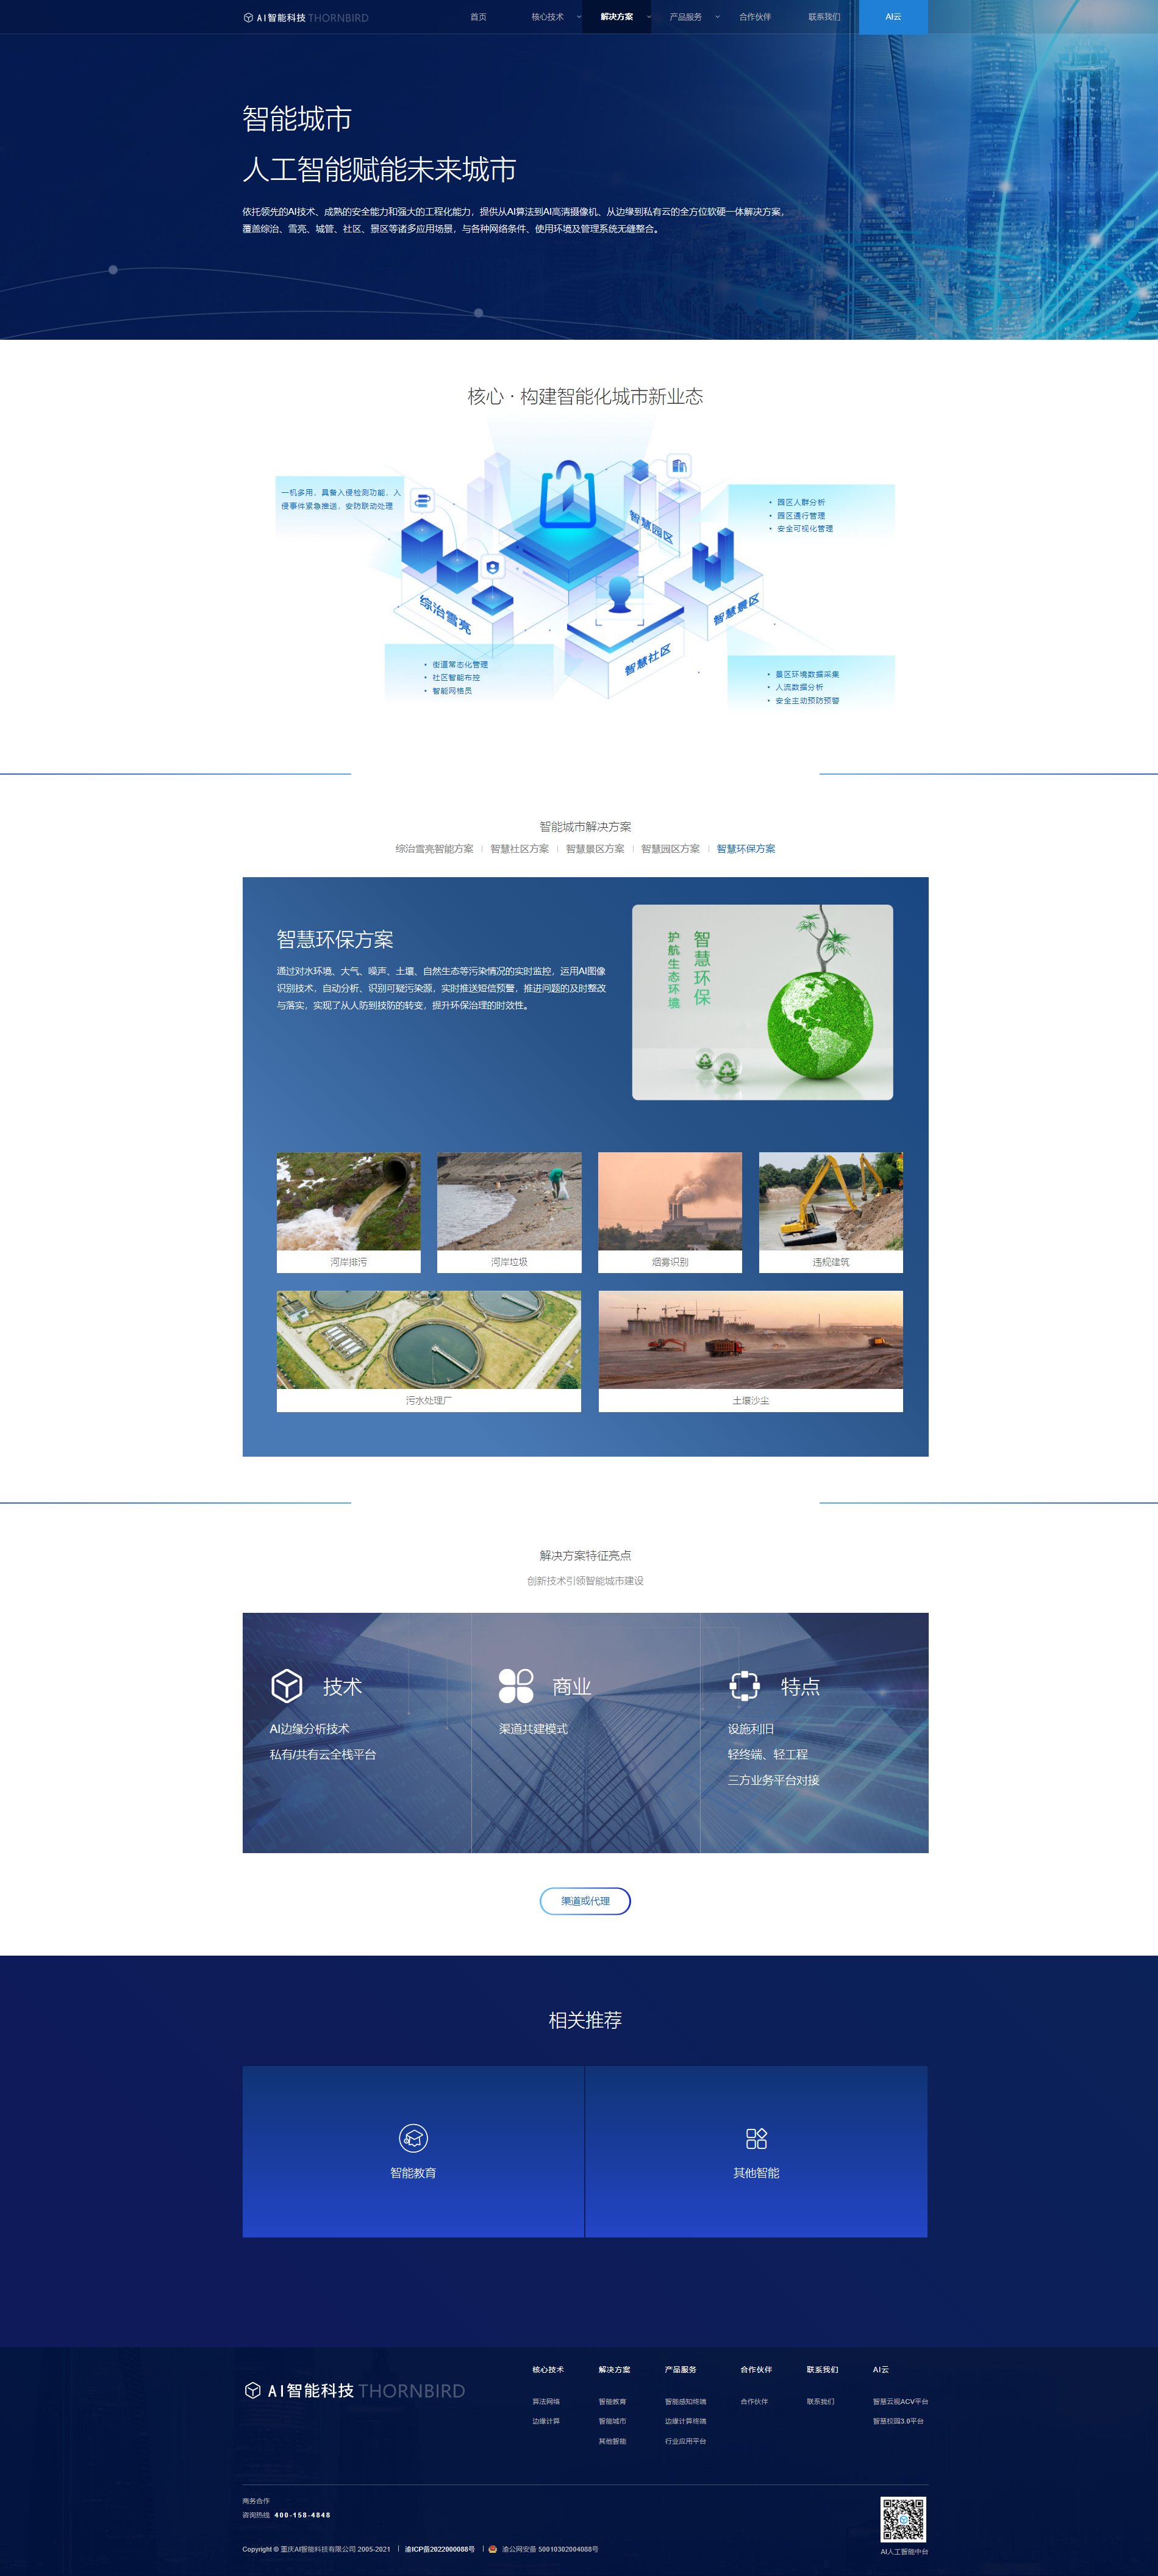 AI智能科技 THORNBIRD
首页
核心技术
解决方案
产品服务
合作伙伴
联系我们
AI云
智能城市
人工智能赋能未来城市
依托领先的AI技术、成熟的安全能力和强大的工程化能力，提供从AI算法到AI高清摄像机、从边缘到私有云的全方位软硬一体解决方案，
覆盖综治、雪亮、城管、社区、景区等诸多应用场景，与各种网络条件、使用环境及管理系统无缝整合。
核心 · 构建智能化城市新业态
一机多用，具备入侵检测功能，入
侵事件紧急推送，安防联动处理
• 园区人群分析
• 园区通行管理
• 安全可视化管理
智慧园区
综治雪亮
智慧景区
智慧社区
• 街道常态化管理
• 社区智能布控
• 智能网格员
• 景区环境数据采集
• 人流数据分析
• 安全主动预防预警
智能城市解决方案
综治雪亮智能方案 | 智慧社区方案 | 智慧景区方案 | 智慧园区方案 | 智慧环保方案
智慧环保方案
通过对水环境、大气、噪声、土壤、自然生态等污染情况的实时监控，运用AI图像
识别技术，自动分析、识别可疑污染源，实时推送短信预警，推进问题的及时整改
与落实，实现了从人防到技防的转变，提升环保治理的时效性。
智慧环保
护航生态环境
河岸排污
河岸垃圾
烟雾识别
违规建筑
污水处理厂
土壤沙尘
解决方案特征亮点
创新技术引领智能城市建设
技术
AI边缘分析技术
私有/共有云全栈平台
商业
渠道共建模式
特点
设施利旧
轻终端、轻工程
三方业务平台对接
渠道或代理
相关推荐
智能教育
其他智能
AI智能科技 THORNBIRD
核心技术
算法网络
边缘计算
解决方案
智能教育
智能城市
其他智能
产品服务
智能感知终端
边缘计算终端
行业应用平台
合作伙伴
合作伙伴
联系我们
联系我们
AI云
智慧云视ACV平台
智慧校园3.0平台
商务合作
咨询热线 400-158-4848
Copyright © 重庆AI智能科技有限公司 2005-2021 | 渝ICP备2022000088号 | 渝公网安备 50010302004088号
AI人工智能中台